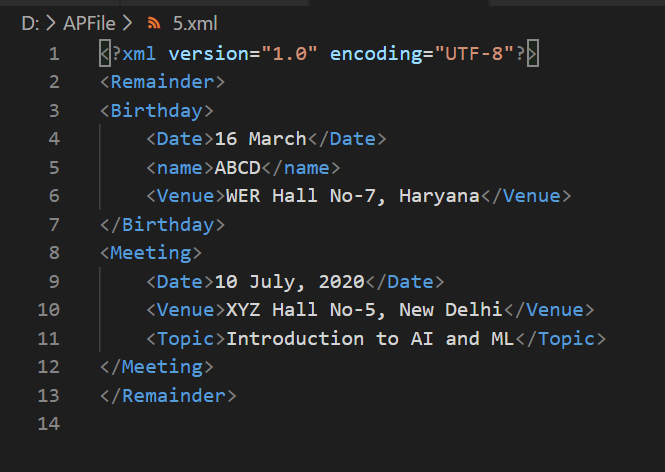 D: > APFile > 5.xml
1 <?xml version="1.0" encoding="UTF-8"?>
2 <Remainder>
3 <Birthday>
4     <Date>16 March</Date>
5     <name>ABCD</name>
6     <Venue>WER Hall No-7, Haryana</Venue>
7 </Birthday>
8 <Meeting>
9     <Date>10 July, 2020</Date>
10     <Venue>XYZ Hall No-5, New Delhi</Venue>
11     <Topic>Introduction to AI and ML</Topic>
12 </Meeting>
13 </Remainder>
14